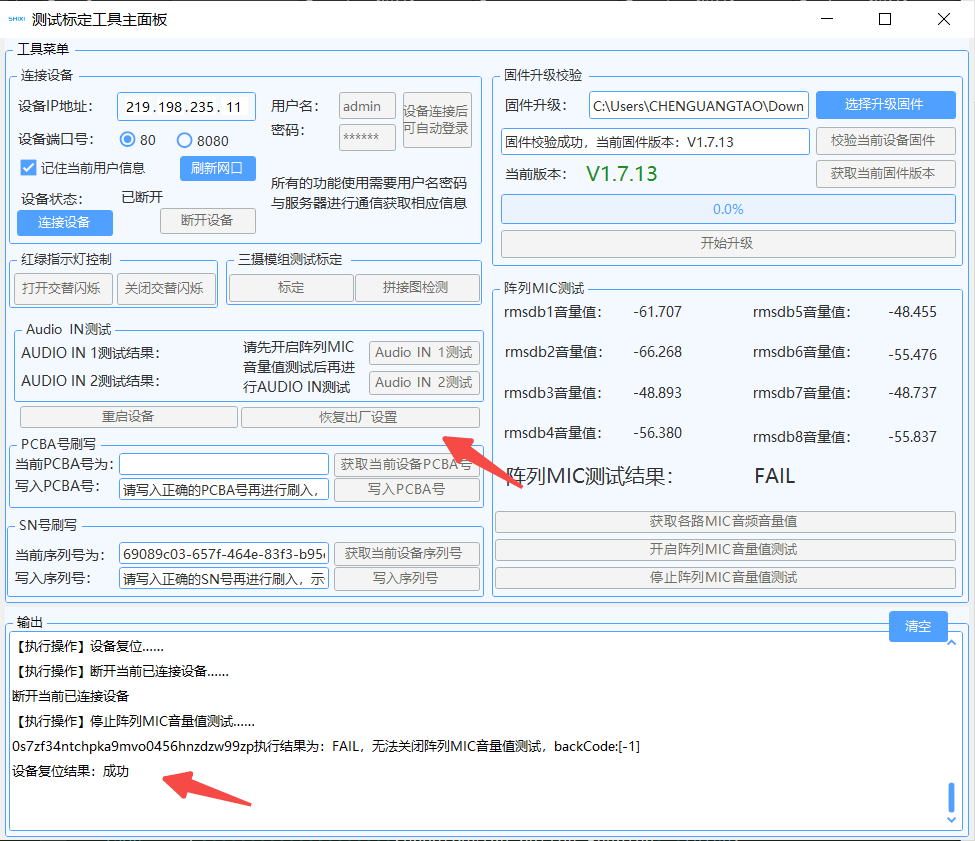 SHIXI 测试标定工具主面板
工具菜单
连接设备
设备IP地址： 219.198.235. 11
用户名： admin
密码： ******
设备连接后
可自动登录
设备端口号： 80 8080
记住当前用户信息 刷新网口
设备状态： 已断开
连接设备 断开设备
所有的功能使用需要用户名密码
与服务器进行通信获取相应信息
固件升级校验
固件升级： C:\Users\CHENGUANGTAO\Down 选择升级固件
固件校验成功，当前固件版本：V1.7.13 校验当前设备固件
当前版本： V1.7.13 获取当前固件版本
0.0%
开始升级
红绿指示灯控制
打开交替闪烁 关闭交替闪烁
三摄模组测试标定
标定 拼接图检测
Audio IN测试
AUDIO IN 1测试结果：
AUDIO IN 2测试结果：
请先开启阵列MIC
音量值测试后再进
行AUDIO IN测试
Audio IN 1测试
Audio IN 2测试
重启设备 恢复出厂设置
PCBA号刷写
当前PCBA号为： 获取当前设备PCBA号
写入PCBA号： 请写入正确的PCBA号再进行刷入， 写入PCBA号
SN号刷写
当前序列号为： 69089c03-657f-464e-83f3-b95 获取当前设备序列号
写入序列号： 请写入正确的SN号再进行刷入，示 写入序列号
阵列MIC测试
rmsdb1音量值： -61.707 rmsdb5音量值： -48.455
rmsdb2音量值： -66.268 rmsdb6音量值： -55.476
rmsdb3音量值： -48.893 rmsdb7音量值： -48.737
rmsdb4音量值： -56.380 rmsdb8音量值： -55.837
阵列MIC测试结果： FAIL
获取各路MIC音频音量值
开启阵列MIC音量值测试
停止阵列MIC音量值测试
输出 清空
【执行操作】设备复位......
【执行操作】断开当前已连接设备......
断开当前已连接设备
【执行操作】停止阵列MIC音量值测试......
0s7zf34ntchpka9mvo0456hnzdzw99zp执行结果为：FAIL，无法关闭阵列MIC音量值测试，backCode:[-1]
设备复位结果：成功